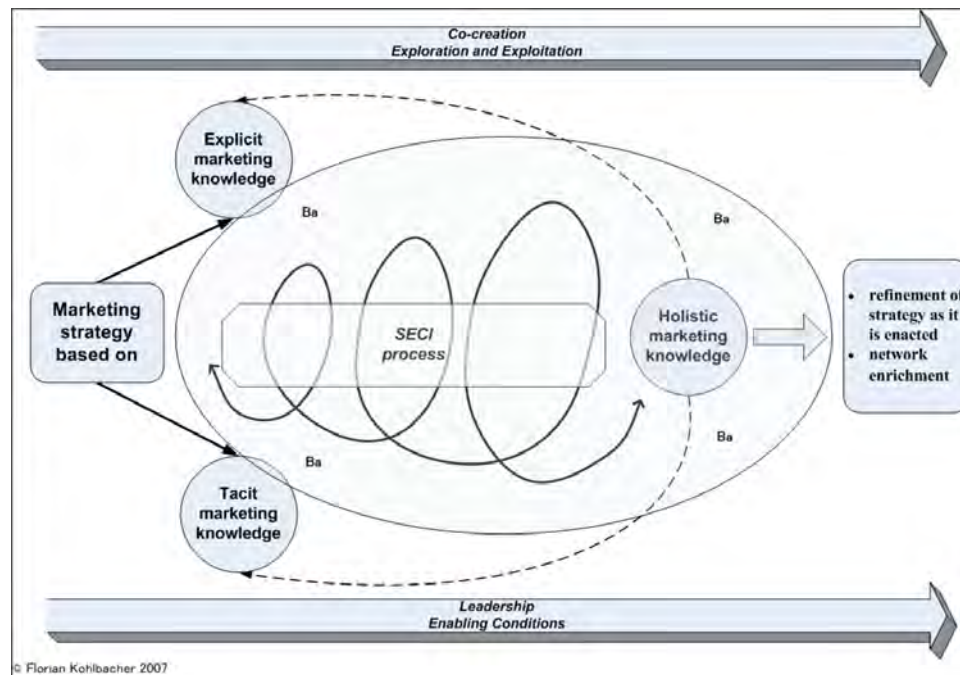 Co-creation
Exploration and Exploitation
Explicit
marketing
knowledge
Ba
Ba
Marketing
strategy
based on
SECI
process
Holistic
marketing
knowledge
• refinement of
strategy as it
is enacted
• network
enrichment
Ba
Ba
Tacit
marketing
knowledge
Leadership
Enabling Conditions
© Florian Kohlbacher 2007